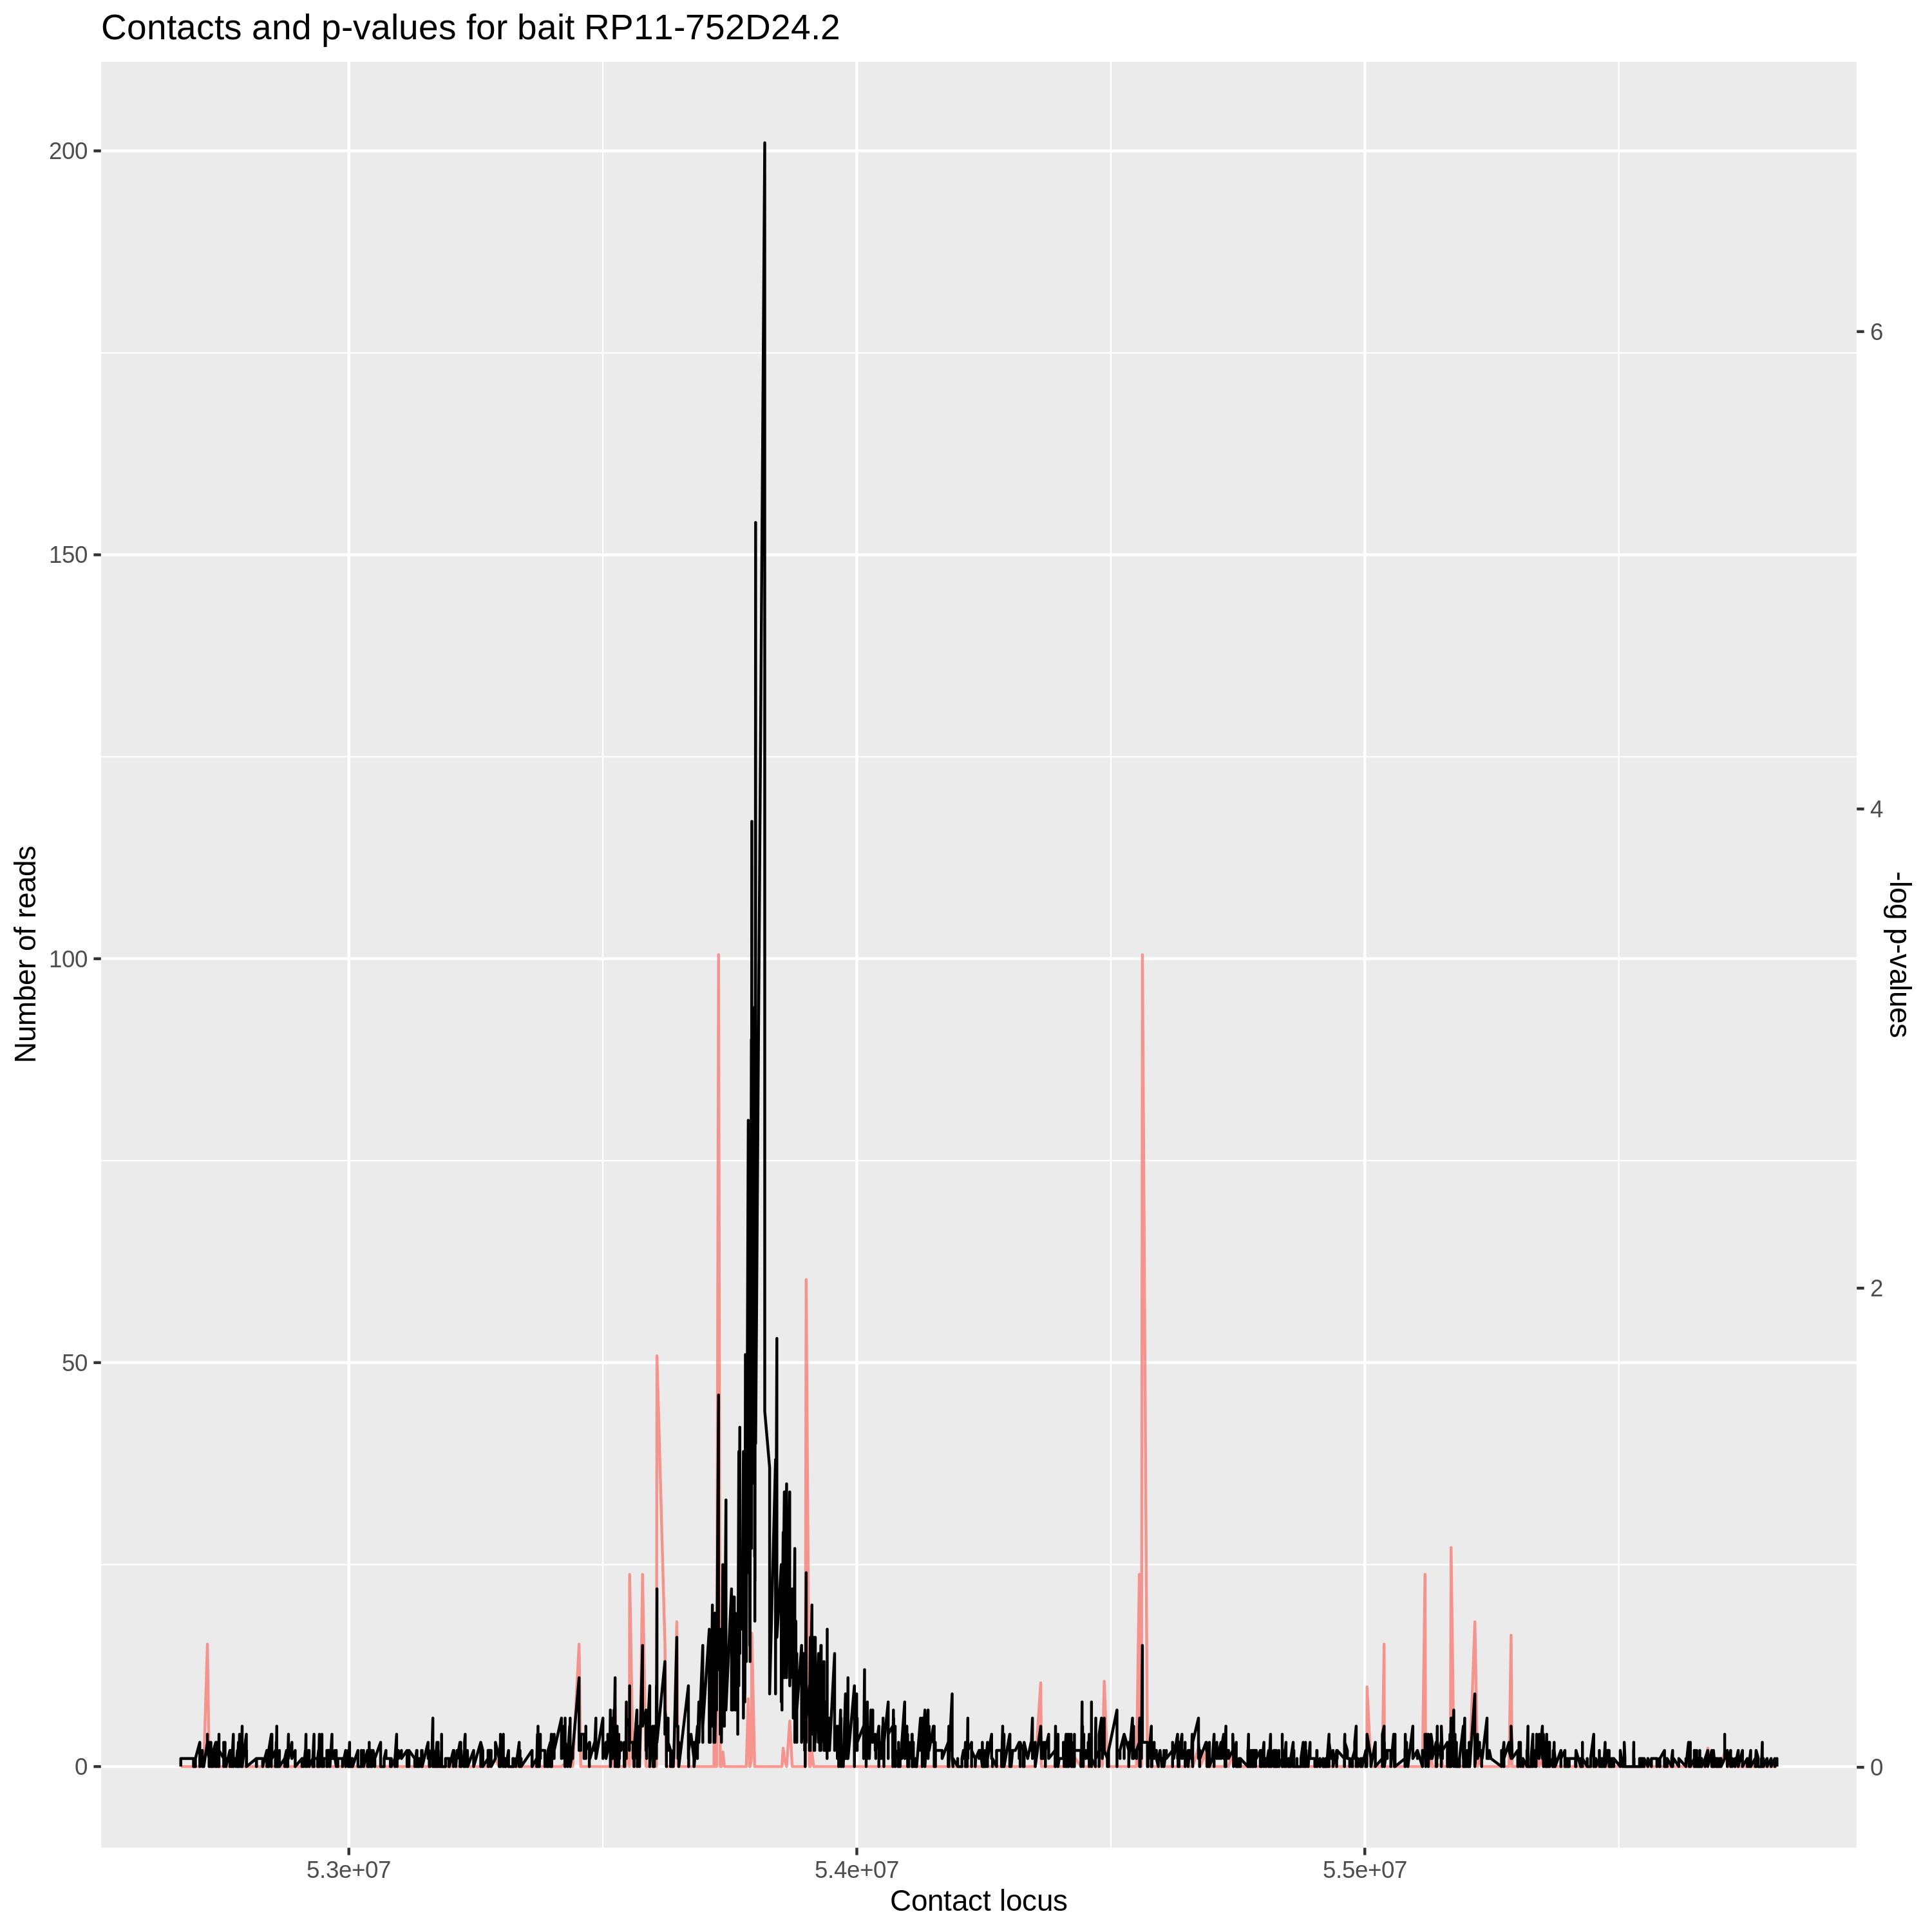 Contacts and p-values for bait RP11-752D24.2
200
150
100
50
0
Number of reads
6
4
2
0
-log p-values
5.3e+07
5.4e+07
5.5e+07
Contact locus